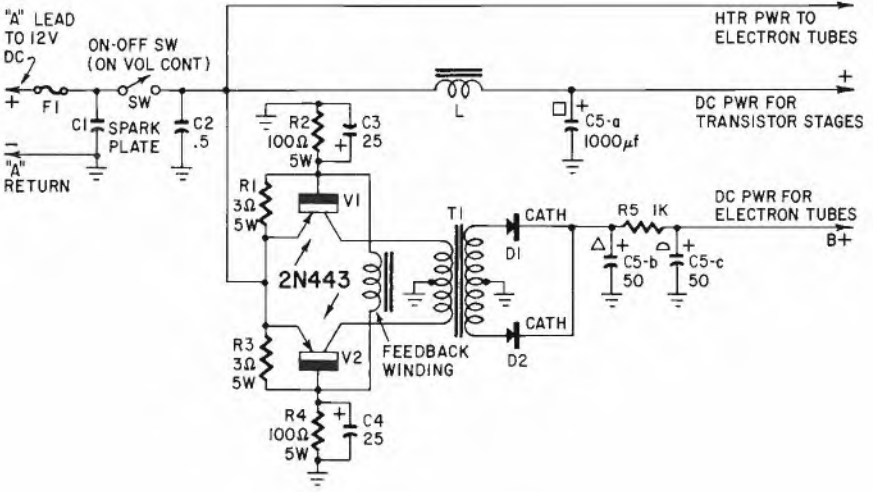 "A" LEAD
TO 12V
DC
+
F1
ON-OFF SW
(ON VOL CONT)
SW
C1
SPARK
PLATE
C2
.5
-
"A"
RETURN
HTR PWR TO
ELECTRON TUBES
L
+
C5-a
1000µf
+
DC PWR FOR
TRANSISTOR STAGES
R2
100Ω
5W
+
C3
25
R1
3Ω
5W
V1
2N443
R3
3Ω
5W
V2
FEEDBACK
WINDING
R4
100Ω
5W
+
C4
25
T1
CATH
D1
CATH
D2
R5 1K
+
C5-b
50
+
C5-c
50
DC PWR FOR
ELECTRON TUBES
B+